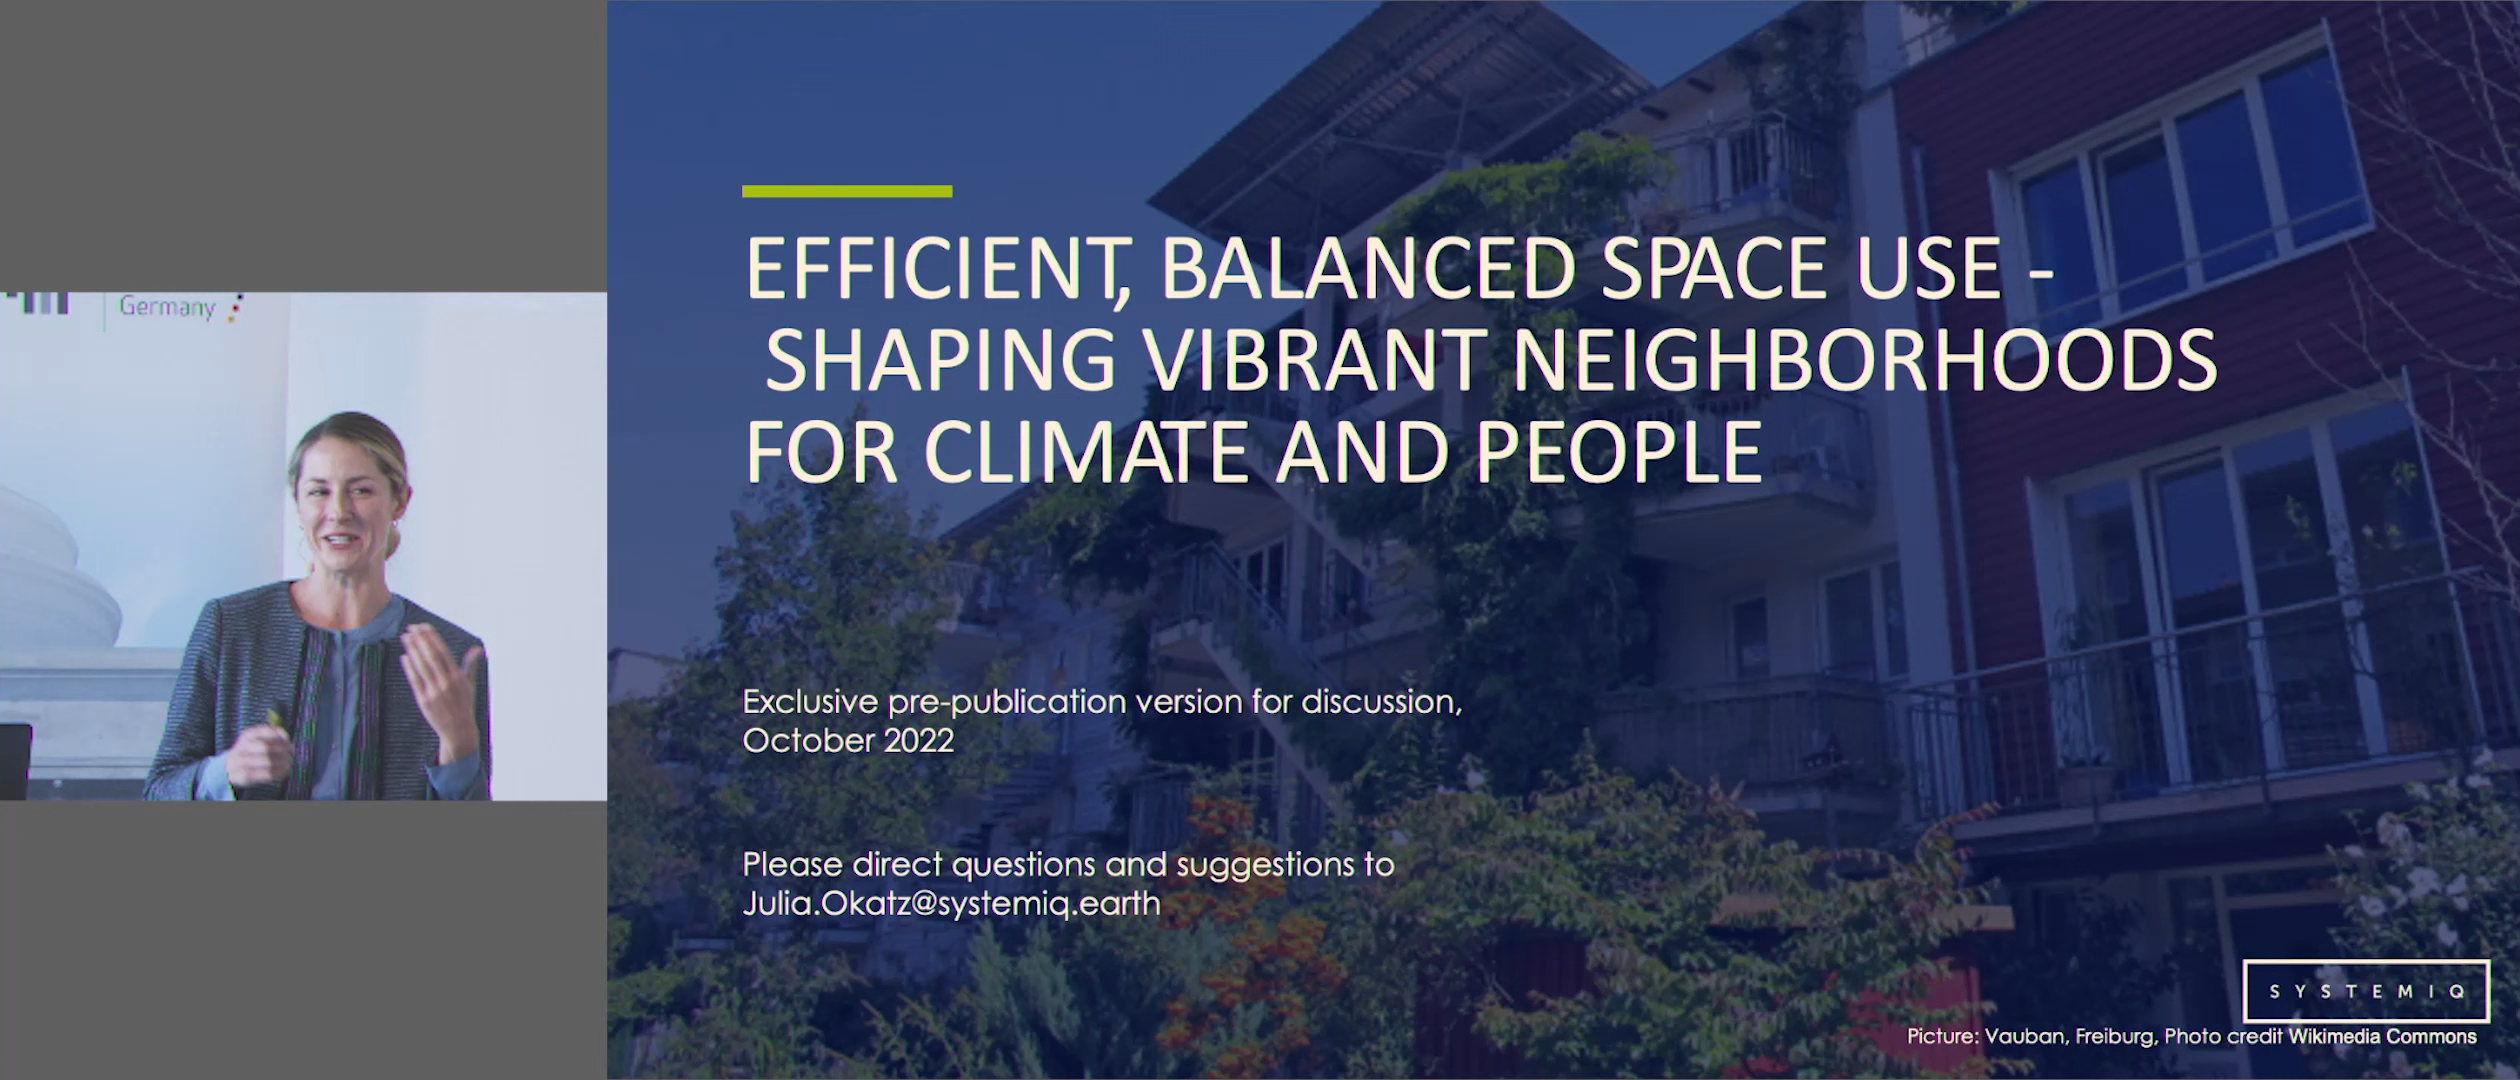 Germany
EFFICIENT, BALANCED SPACE USE -
SHAPING VIBRANT NEIGHBORHOODS
FOR CLIMATE AND PEOPLE
Exclusive pre-publication version for discussion,
October 2022
Please direct questions and suggestions to
Julia.Okatz@systemiq.earth
SYSTEMIQ
Picture: Vauban, Freiburg, Photo credit Wikimedia Commons